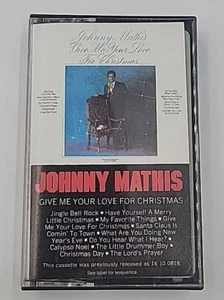 Johnny Mathis
Give Me Your Love
For Christmas
JOHNNY MATHIS
GIVE ME YOUR LOVE FOR CHRISTMAS
Jingle Bell Rock • Have Yourself A Merry
Little Christmas • My Favorite Things • Give
Me Your Love For Christmas • Santa Claus Is
Comin' To Town • What Are You Doing New
Year's Eve • Do You Hear What I Hear? •
Calypso Noel • The Little Drummer Boy •
Christmas Day • The Lord's Prayer
This cassette was previously released as 16 10 0818.
See label for sequence.